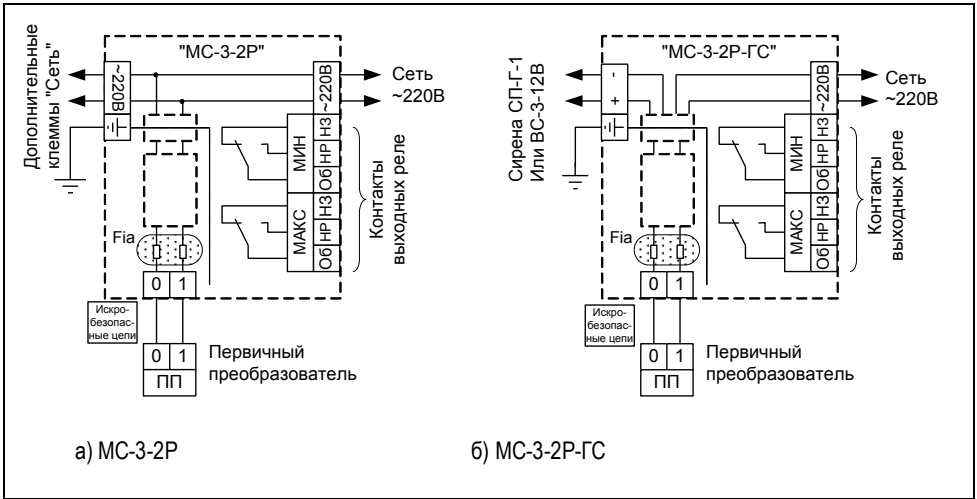 "МС-3-2Р"
Дополнительные
клеммы "Сеть"
~220В
~220В
Сеть
~220В
МИН
НЗ
НР
Об
МАКС
НЗ
НР
Об
Контакты
выходных реле
Fia
0 1
Искро-
безопас-
ные цепи
0 1
ПП
Первичный
преобразователь
а) МС-3-2Р
"МС-3-2Р-ГС"
Сирена СП-Г-1
Или ВС-3-12В
-
+
~220В
Сеть
~220В
МИН
НЗ
НР
Об
МАКС
НЗ
НР
Об
Контакты
выходных реле
Fia
0 1
Искро-
безопас-
ные цепи
0 1
ПП
Первичный
преобразователь
б) МС-3-2Р-ГС